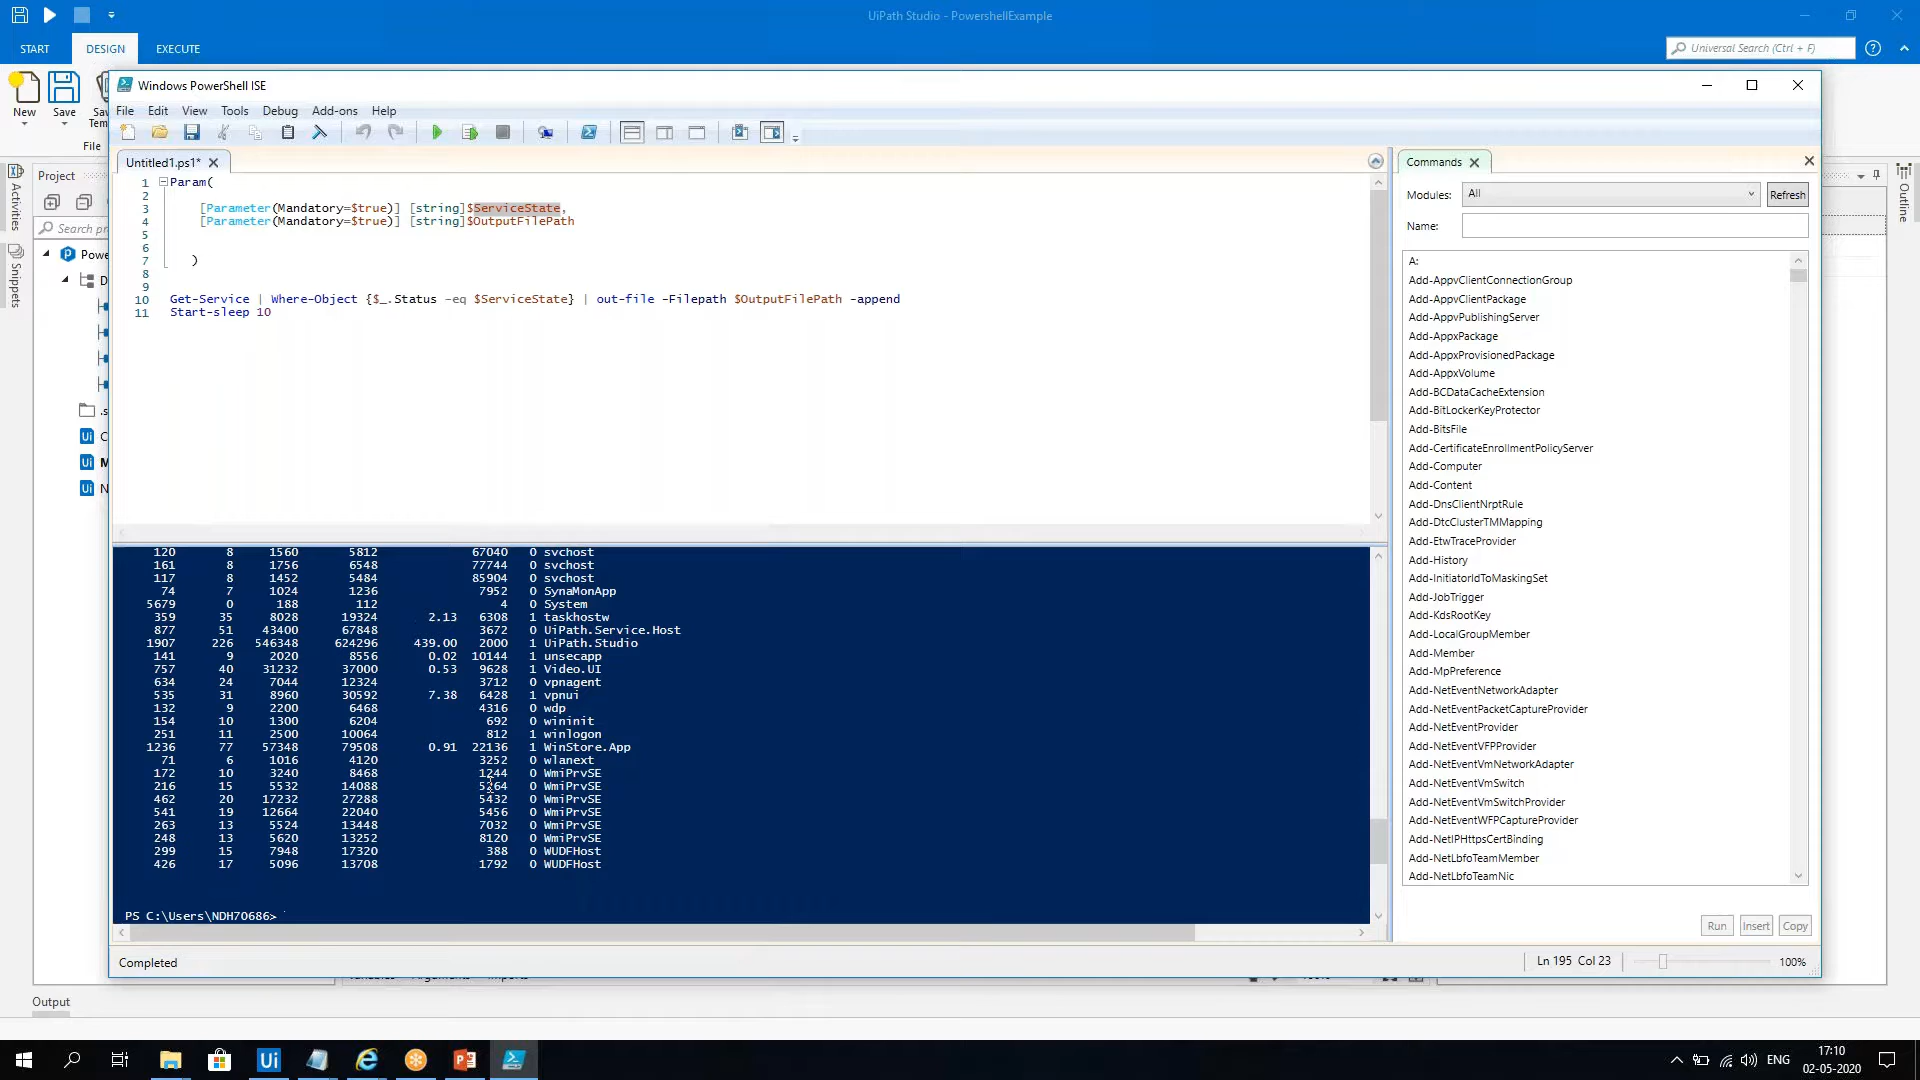 UiPath Studio - PowershellExample
START DESIGN EXECUTE
Universal Search (Ctrl + F)
New
Save
File
Windows PowerShell ISE
File Edit View Tools Debug Add-ons Help
Untitled1.ps1*
1 Param(
2
3 [Parameter(Mandatory=$true)] [string]$ServiceState,
4 [Parameter(Mandatory=$true)] [string]$OutputFilePath
5
6
7 )
8
9
10 Get-Service | Where-Object {$_.Status -eq $ServiceState} | out-file -Filepath $OutputFilePath -append
11 Start-sleep 10
120 8 1560 5812 67040 0 svchost
161 8 1756 6548 77744 0 svchost
117 8 1452 5484 85904 0 svchost
74 7 1024 1236 7952 0 SynaMonApp
5679 0 188 112 4 0 System
359 35 8028 19324 2.13 6308 1 taskhostw
877 51 43400 67848 3672 0 UiPath.Service.Host
1907 226 546348 624296 439.00 2000 1 UiPath.Studio
141 9 2020 8556 0.02 10144 1 unsecapp
757 40 31232 37000 0.53 9628 1 Video.UI
634 24 7044 12324 3712 0 vpnagent
535 31 8960 30592 7.38 6428 1 vpnui
132 9 2200 6468 4316 0 wdp
154 10 1300 6204 692 0 wininit
251 11 2500 10064 812 1 winlogon
1236 77 57348 79508 0.91 22136 1 WinStore.App
71 6 1016 4120 3252 0 wlanext
172 10 3240 8468 1244 0 WmiPrvSE
216 15 5532 14088 5264 0 WmiPrvSE
462 20 17232 27288 5432 0 WmiPrvSE
541 19 12664 22040 5456 0 WmiPrvSE
263 13 5524 13448 7032 0 WmiPrvSE
248 13 5620 13252 8120 0 WmiPrvSE
299 15 7948 17320 388 0 WUDFHost
426 17 5096 13708 1792 0 WUDFHost
PS C:\Users\NDH70686>
Completed
Ln 195 Col 23
100%
Commands
Modules: All Refresh
Name:
A:
Add-AppvClientConnectionGroup
Add-AppvClientPackage
Add-AppvPublishingServer
Add-AppxPackage
Add-AppxProvisionedPackage
Add-AppxVolume
Add-BCDataCacheExtension
Add-BitLockerKeyProtector
Add-BitsFile
Add-CertificateEnrollmentPolicyServer
Add-Computer
Add-Content
Add-DnsClientNrptRule
Add-DtcClusterTMMapping
Add-EtwTraceProvider
Add-History
Add-InitiatorIdToMaskingSet
Add-JobTrigger
Add-KdsRootKey
Add-LocalGroupMember
Add-Member
Add-MpPreference
Add-NetEventNetworkAdapter
Add-NetEventPacketCaptureProvider
Add-NetEventProvider
Add-NetEventVFPProvider
Add-NetEventVmNetworkAdapter
Add-NetEventVmSwitch
Add-NetEventVmSwitchProvider
Add-NetEventWFPCaptureProvider
Add-NetIPHttpsCertBinding
Add-NetLbfoTeamMember
Add-NetLbfoTeamNic
Run Insert Copy
Project
Activities
Snippets
Outline
Output
ENG
17:10
02-05-2020